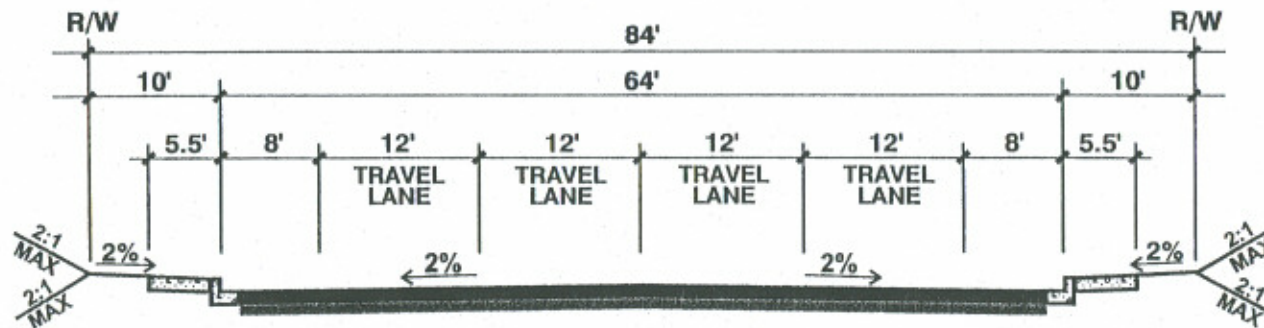 R/W R/W
84'
10' 64' 10'
5.5' 8' 12' 12' 12' 12' 8' 5.5'
TRAVEL LANE TRAVEL LANE TRAVEL LANE TRAVEL LANE
2:1 MAX 2% 2% 2% 2% 2:1 MAX
2:1 MAX 2:1 MAX